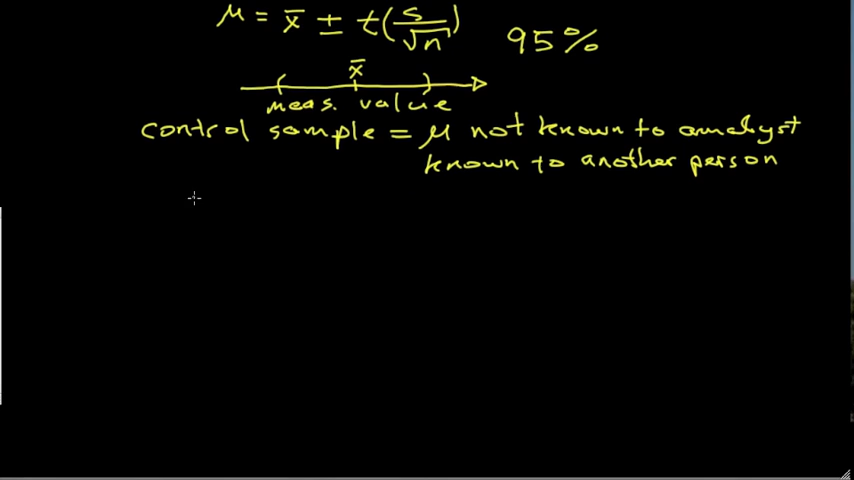 μ = x̄ ± t(s/√n) 95%
x̄
meas. value
control sample = μ not known to analyst
known to another person